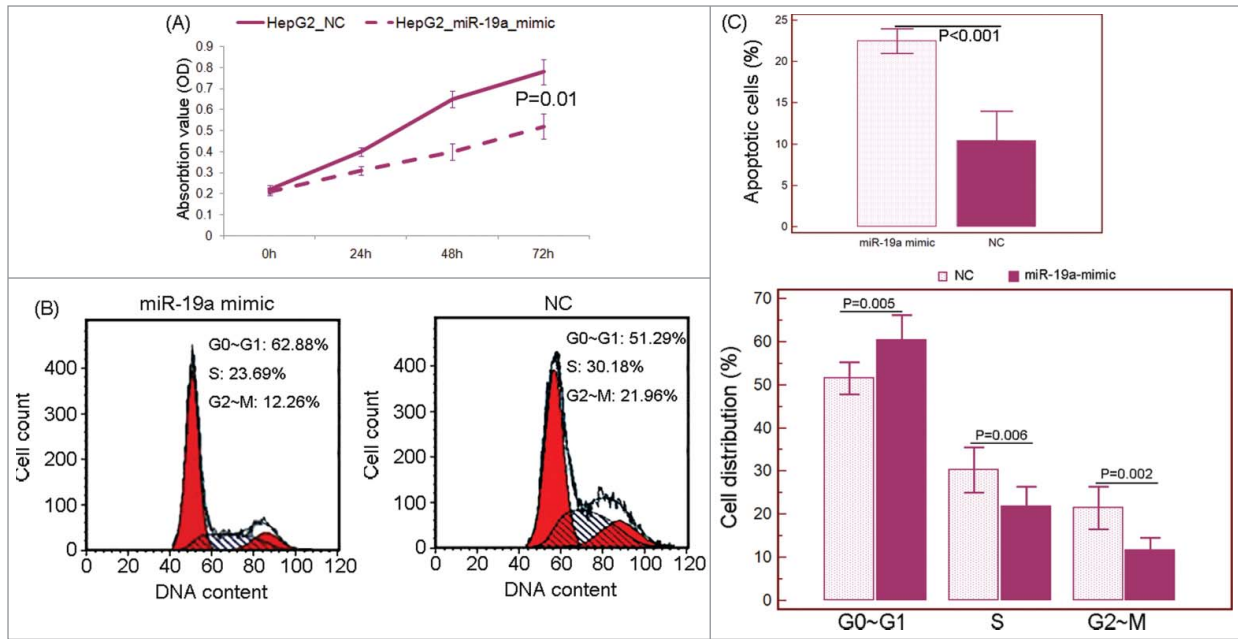 (A)
HepG2_NC
HepG2_miR-19a_mimic
Absorbtion value (OD)
0.9
0.8
0.7
0.6
0.5
0.4
0.3
0.2
0.1
0
P=0.01
0h 24h 48h 72h
(B)
miR-19a mimic
Cell count
400
300
200
100
0
G0~G1: 62.88%
S: 23.69%
G2~M: 12.26%
0 20 40 60 80 100 120
DNA content
NC
Cell count
400
300
200
100
0
G0~G1: 51.29%
S: 30.18%
G2~M: 21.96%
0 20 40 60 80 100 120
DNA content
(C)
Apoptotic cells (%)
25
20
15
10
5
0
P<0.001
miR-19a mimic NC
NC miR-19a-mimic
Cell distribution (%)
70
60
50
40
30
20
10
0
P=0.005
P=0.006
P=0.002
G0~G1 S G2~M